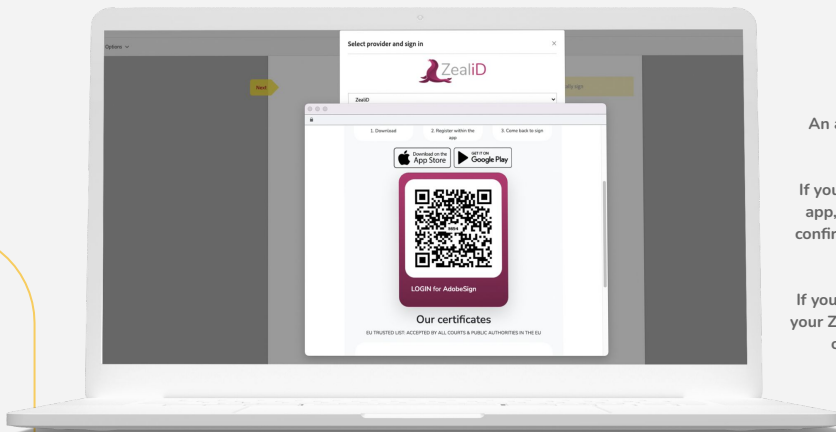 Options
Select provider and sign in
ZealiD
Next
ZealiD
1. Download
2. Register within the app
3. Come back to sign
Download on the
App Store
GET IT ON
Google Play
LOGIN for AdobeSign
Our certificates
EU TRUSTED LIST: ACCEPTED BY ALL COURTS & PUBLIC AUTHORITIES IN THE EU
An a
If you
app,
confir
If you
your Z